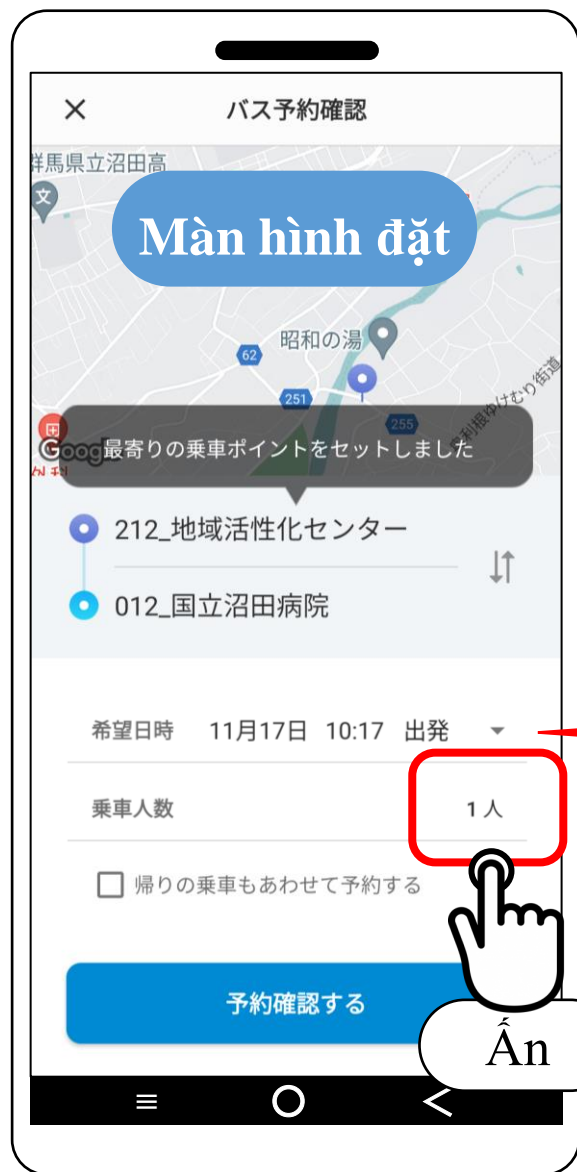 バス予約確認
群馬県立沼田高
文
Màn hình đặt
昭和の湯
62
251
255
利根ゆけむり街道
Google
最寄りの乗車ポイントをセットしました
212_地域活性化センター
012_国立沼田病院
希望日時 11月17日 10:17 出発
乗車人数 1人
帰りの乗車もあわせて予約する
予約確認する
Ấn